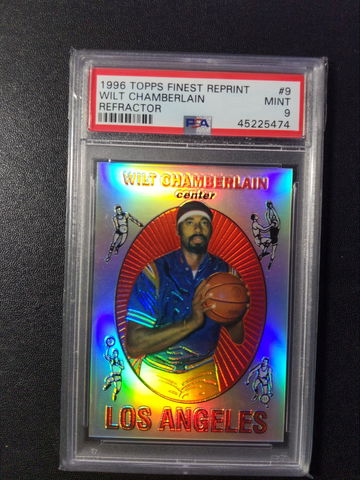 1996 TOPPS FINEST REPRINT #9
WILT CHAMBERLAIN MINT
REFRACTOR 9
PSA 45225474
WILT CHAMBERLAIN
center
LOS ANGELES